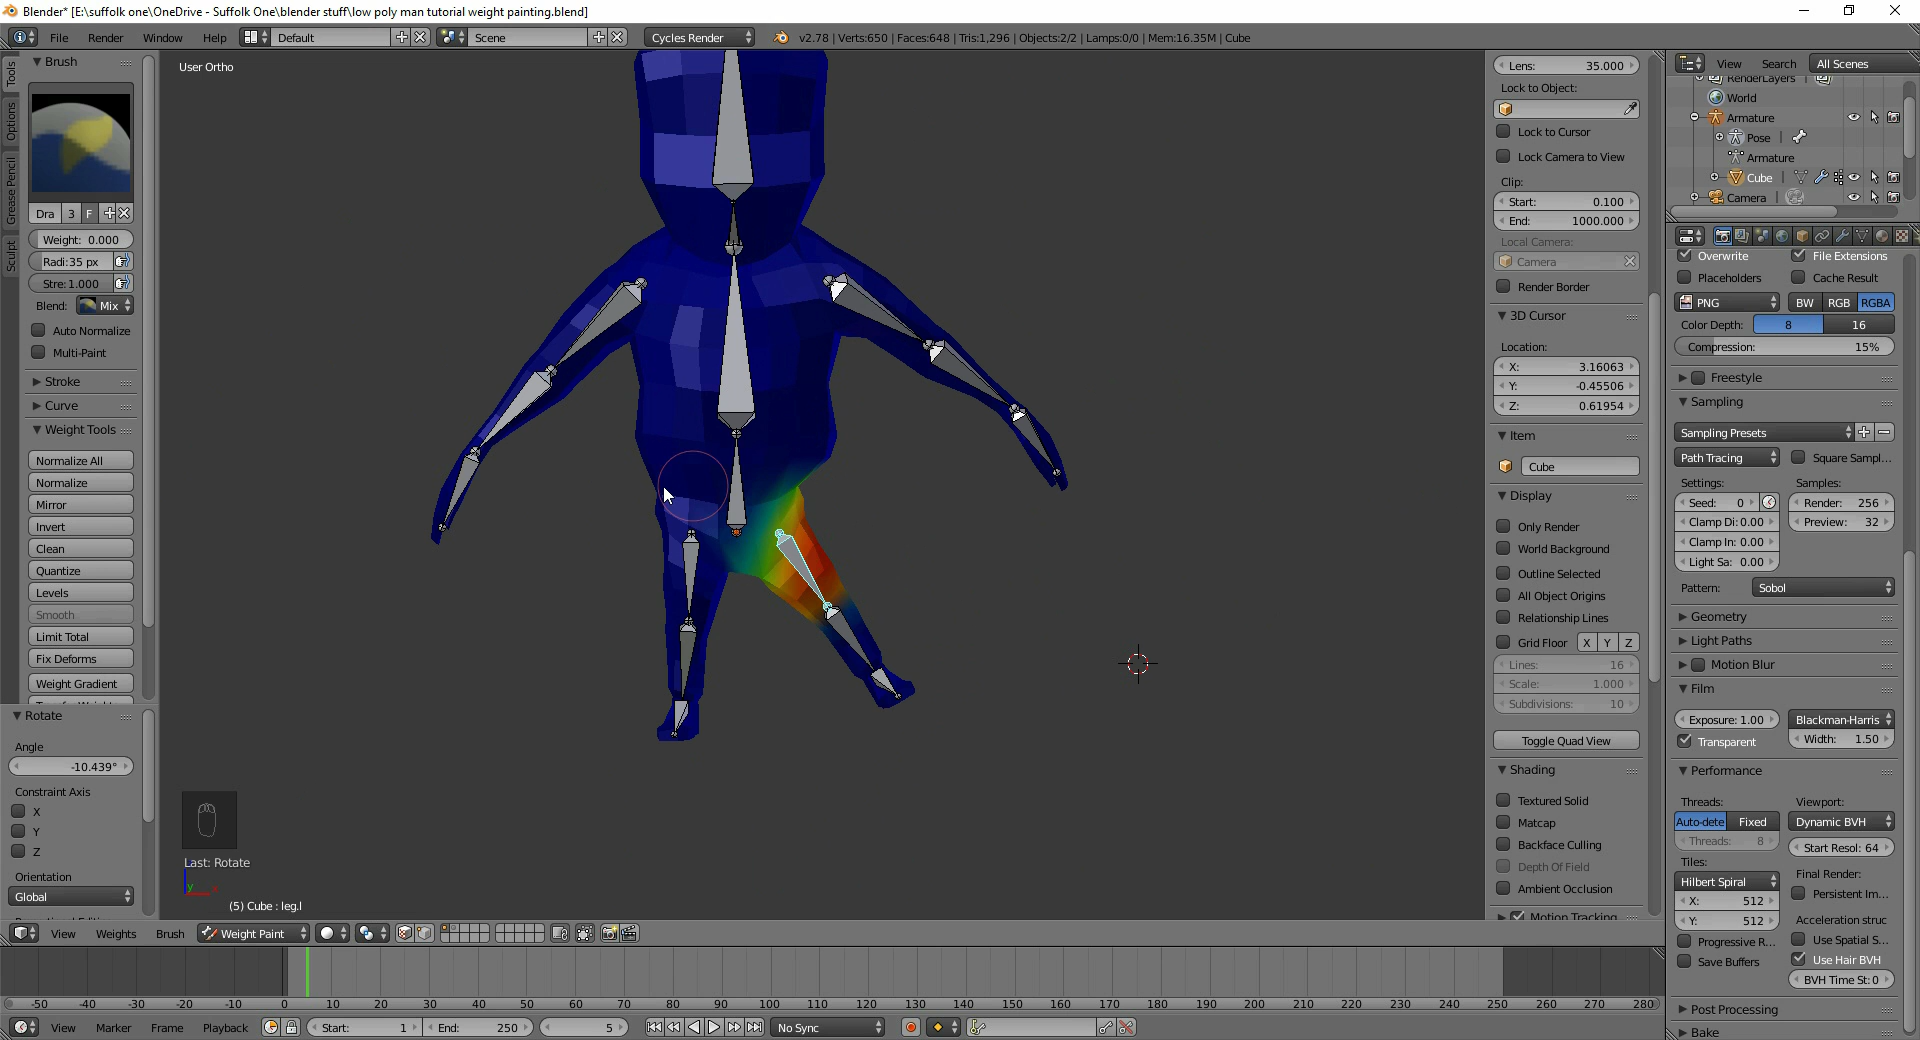 Blender* [E:\suffolk one\OneDrive - Suffolk One\blender stuff\low poly man tutorial weight painting.blend]
File Render Window Help Default Scene Cycles Render v2.78 | Verts:650 | Faces:648 | Tris:1,296 | Objects:2/2 | Lamps:0/0 | Mem:16.35M | Cube
Tools
Options
Grease Pencil
Sculpt
Brush
Dra 3 F
Weight: 0.000
Radi:35 px
Stre: 1.000
Blend: Mix
Auto Normalize
Multi-Paint
Stroke
Curve
Weight Tools
Normalize All
Normalize
Mirror
Invert
Clean
Quantize
Levels
Smooth
Limit Total
Fix Deforms
Weight Gradient
Rotate
Angle
-10.439°
Constraint Axis
X
Y
Z
Orientation
Global
User Ortho
Last: Rotate
y
(5) Cube : leg.l
Lens: 35.000
Lock to Object:
Lock to Cursor
Lock Camera to View
Clip:
Start: 0.100
End: 1000.000
Local Camera:
Camera
Render Border
3D Cursor
Location:
X: 3.16063
Y: -0.45506
Z: 0.61954
Item
Cube
Display
Only Render
World Background
Outline Selected
All Object Origins
Relationship Lines
Grid Floor X Y Z
Lines: 16
Scale: 1.000
Subdivisions: 10
Toggle Quad View
Shading
Textured Solid
Matcap
Backface Culling
Depth Of Field
Ambient Occlusion
Motion Tracking
View Search All Scenes
RenderLayers
World
Armature
Pose
Armature
Cube
Camera
Overwrite File Extensions
Placeholders Cache Result
PNG BW RGB RGBA
Color Depth: 8 16
Compression: 15%
Freestyle
Sampling
Sampling Presets
Path Tracing Square Sampl...
Settings: Samples:
Seed: 0 Render: 256
Clamp Di: 0.00 Preview: 32
Clamp In: 0.00
Light Sa: 0.00
Pattern: Sobol
Geometry
Light Paths
Motion Blur
Film
Exposure: 1.00 Blackman-Harris
Transparent Width: 1.50
Performance
Threads: Viewport:
Auto-dete Fixed Dynamic BVH
Threads: 8 Start Resol: 64
Tiles: Final Render:
Hilbert Spiral Persistent Im...
X: 512
Y: 512 Acceleration struc
Progressive R... Use Spatial S...
Save Buffers Use Hair BVH
BVH Time St: 0
Post Processing
Bake
View Weights Brush Weight Paint
-50 -40 -30 -20 -10 0 10 20 30 40 50 60 70 80 90 100 110 120 130 140 150 160 170 180 190 200 210 220 230 240 250 260 270 280
View Marker Frame Playback Start: 1 End: 250 5 No Sync